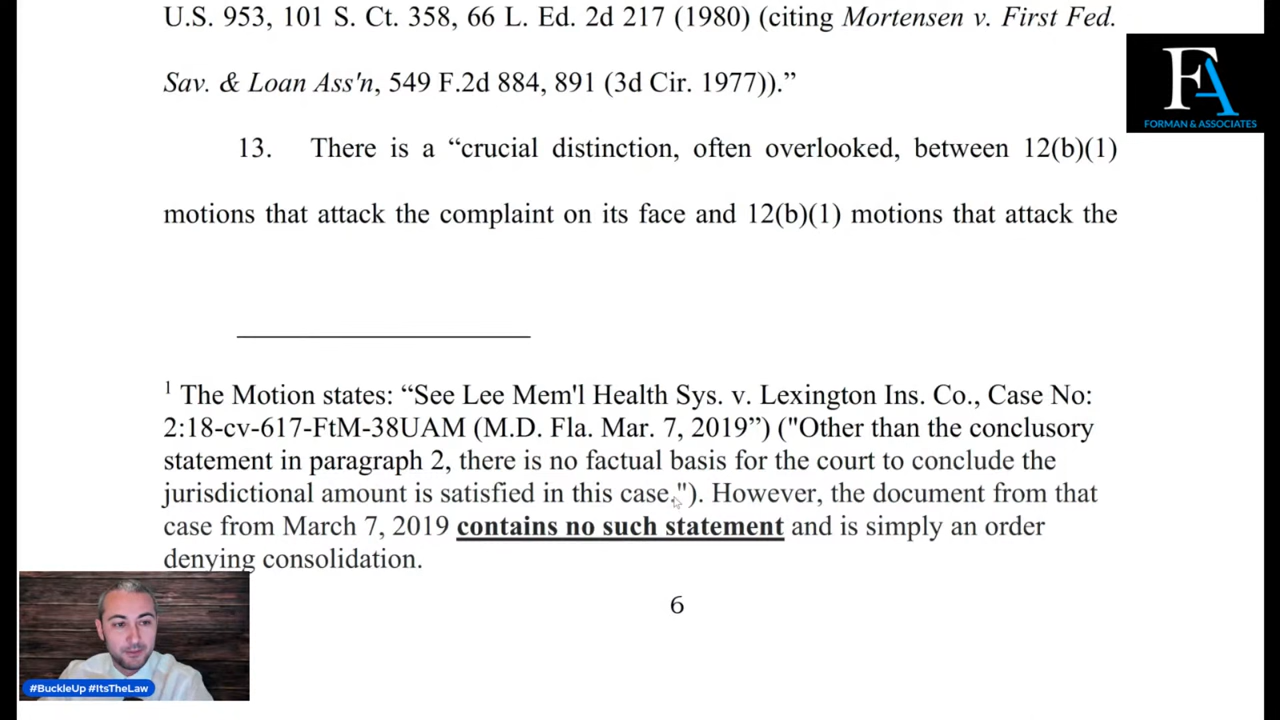 U.S. 953, 101 S. Ct. 358, 66 L. Ed. 2d 217 (1980) (citing Mortensen v. First Fed.
Sav. & Loan Ass'n, 549 F.2d 884, 891 (3d Cir. 1977)).”
FA
FORMAN & ASSOCIATES
13. There is a “crucial distinction, often overlooked, between 12(b)(1)
motions that attack the complaint on its face and 12(b)(1) motions that attack the
1 The Motion states: “See Lee Mem'l Health Sys. v. Lexington Ins. Co., Case No:
2:18-cv-617-FtM-38UAM (M.D. Fla. Mar. 7, 2019”) ("Other than the conclusory
statement in paragraph 2, there is no factual basis for the court to conclude the
jurisdictional amount is satisfied in this case."). However, the document from that
case from March 7, 2019 contains no such statement and is simply an order
denying consolidation.
6
#BuckleUp #ItsTheLaw